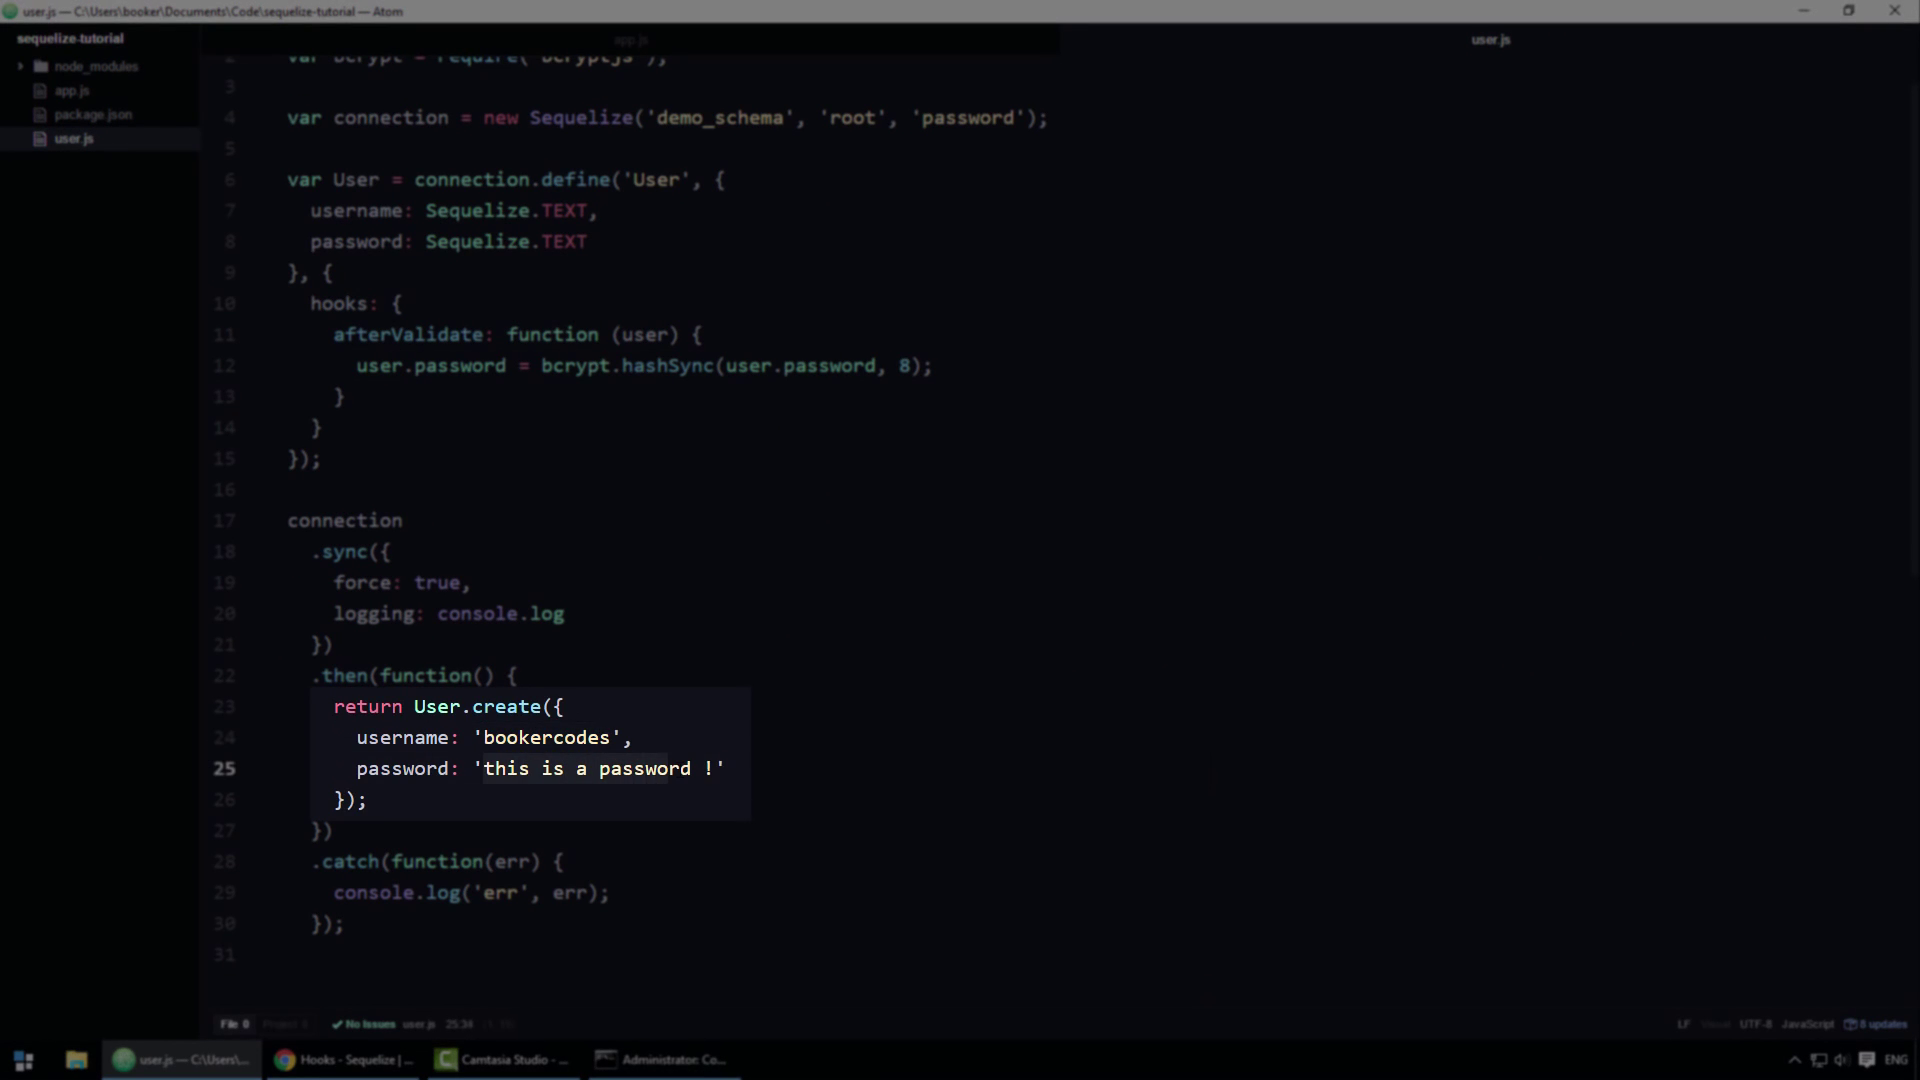 user.js — C:\Users\booker\Documents\Code\sequelize-tutorial — Atom
sequelize-tutorial
node_modules
app.js
package.json
user.js
app.js
user.js
2 var bcrypt = require('bcryptjs');
3
4 var connection = new Sequelize('demo_schema', 'root', 'password');
5
6 var User = connection.define('User', {
7 username: Sequelize.TEXT,
8 password: Sequelize.TEXT
9 }, {
10 hooks: {
11 afterValidate: function (user) {
12 user.password = bcrypt.hashSync(user.password, 8);
13 }
14 }
15 });
16
17 connection
18 .sync({
19 force: true,
20 logging: console.log
21 })
22 .then(function() {
23 return User.create({
24 username: 'bookercodes',
25 password: 'this is a password !'
26 });
27 })
28 .catch(function(err) {
29 console.log('err', err);
30 });
31
File 0 Project 0 No Issues user.js 25:34
LF UTF-8 JavaScript 8 updates
user.js — C:\Users\... Hooks - Sequelize | ... Camtasia Studio - ... Administrator: Co...
ENG